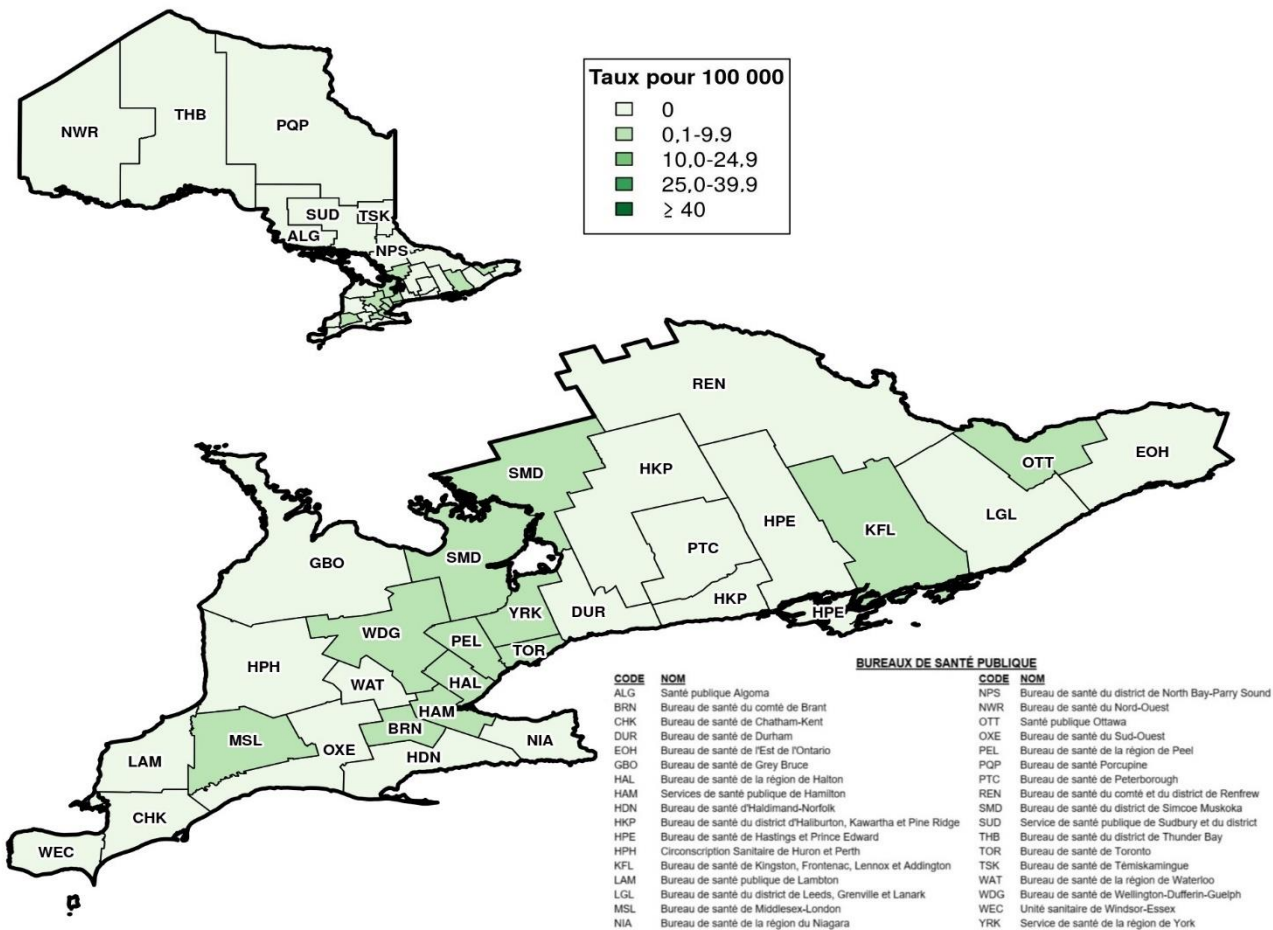 Taux pour 100 000
0
0,1-9,9
10,0-24,9
25,0-39,9
≥ 40
NWR
THB
PQP
SUD
TSK
ALG
NPS
REN
SMD
HKP
OTT
EOH
LGL
HPE
KFL
PTC
GBO
SMD
YRK
DUR
HKP
HPE
WDG
PEL
TOR
HPH
WAT
HAL
HAM
BRN
MSL
OXE
HDN
NIA
LAM
CHK
WEC
BUREAUX DE SANTÉ PUBLIQUE
CODE NOM CODE NOM
ALG Santé publique Algoma NPS Bureau de santé du district de North Bay-Parry Sound
BRN Bureau de santé du comté de Brant NWR Bureau de santé du Nord-Ouest
CHK Bureau de santé de Chatham-Kent OTT Santé publique Ottawa
DUR Bureau de santé de Durham OXE Bureau de santé du Sud-Ouest
EOH Bureau de santé de l'Est de l'Ontario PEL Bureau de santé de la région de Peel
GBO Bureau de santé de Grey Bruce PQP Bureau de santé Porcupine
HAL Bureau de santé de la région de Halton PTC Bureau de santé de Peterborough
HAM Services de santé publique de Hamilton REN Bureau de santé du comté et du district de Renfrew
HDN Bureau de santé d'Haldimand-Norfolk SMD Bureau de santé du district de Simcoe Muskoka
HKP Bureau de santé du district d'Haliburton, Kawartha et Pine Ridge SUD Service de santé publique de Sudbury et du district
HPE Bureau de santé de Hastings et Prince Edward THB Bureau de santé du district de Thunder Bay
HPH Circonscription Sanitaire de Huron et Perth TOR Bureau de santé de Toronto
KFL Bureau de santé de Kingston, Frontenac, Lennox et Addington TSK Bureau de santé de Témiskamingue
LAM Bureau de santé publique de Lambton WAT Bureau de santé de la région de Waterloo
LGL Bureau de santé du district de Leeds, Grenville et Lanark WDG Bureau de santé de Wellington-Dufferin-Guelph
MSL Bureau de santé de Middlesex-London WEC Unité sanitaire de Windsor-Essex
NIA Bureau de santé de la région du Niagara YRK Service de santé de la région de York